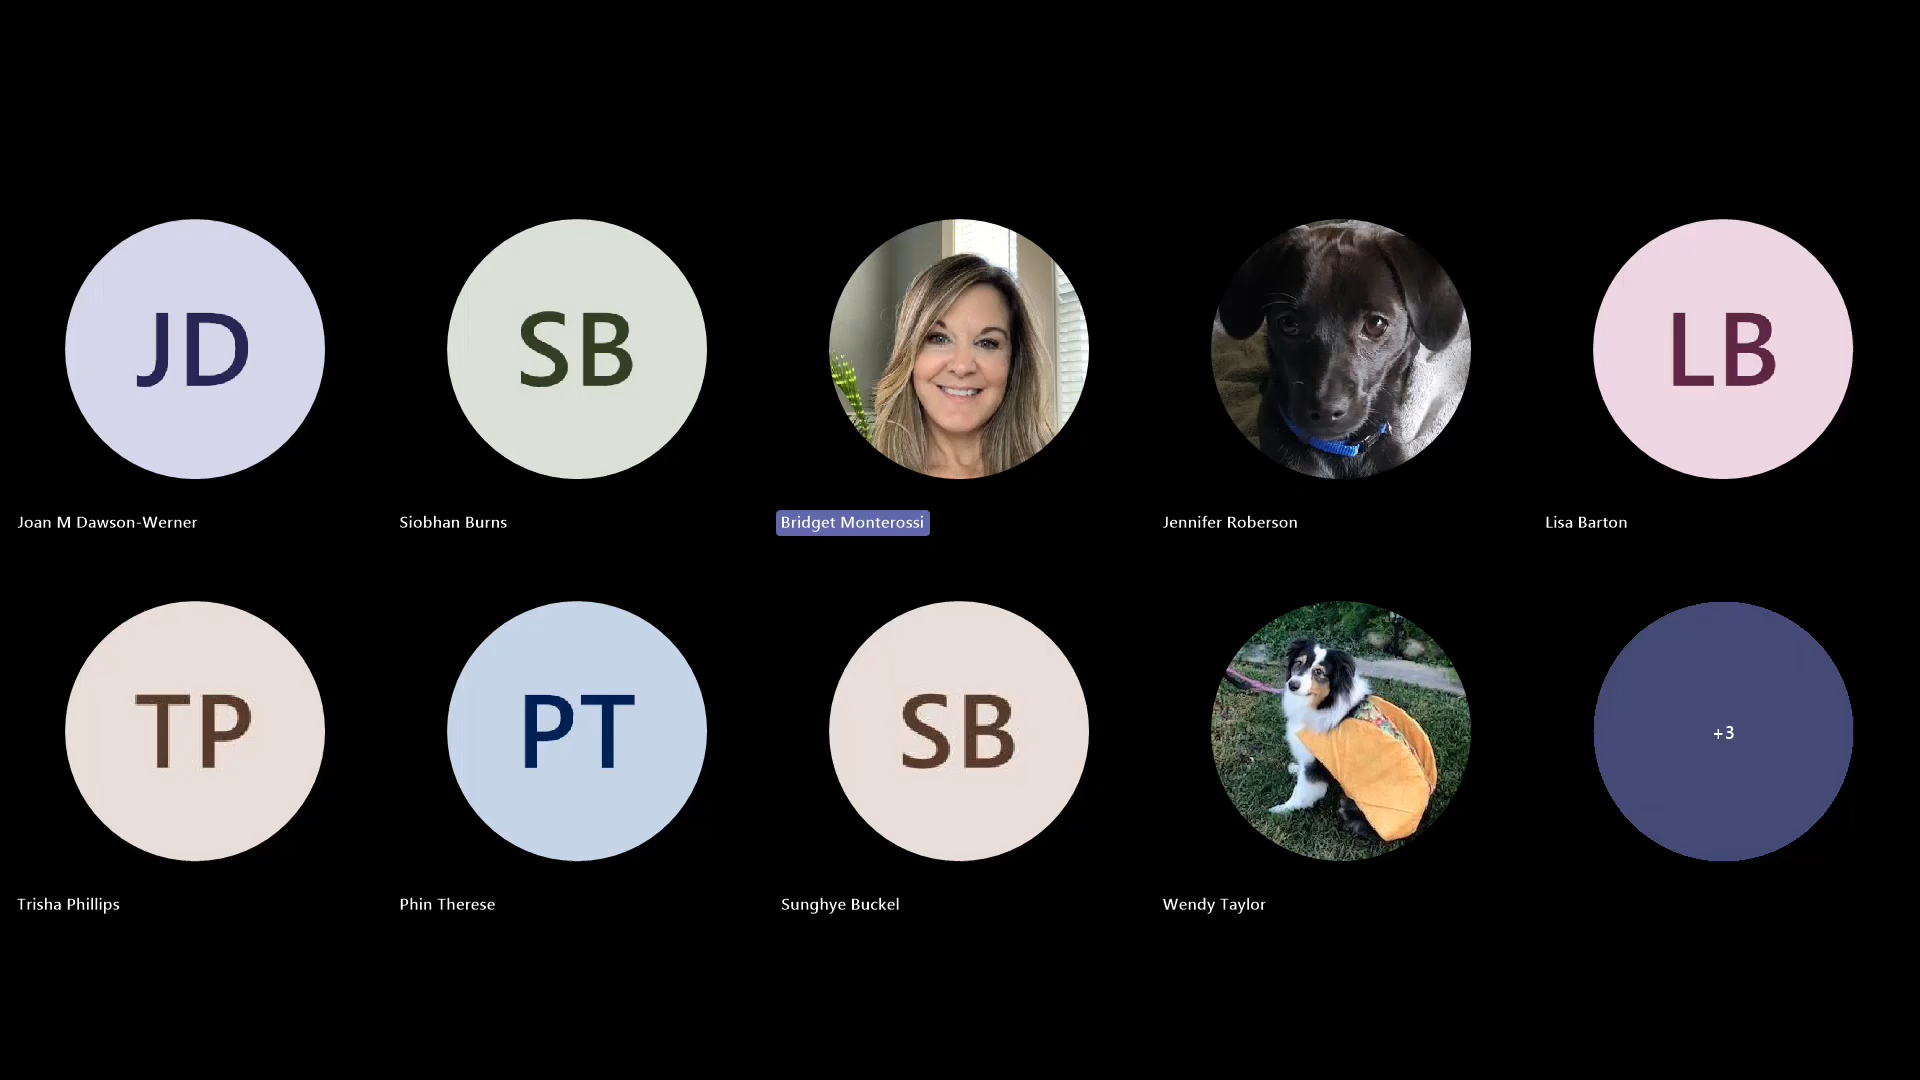 JD
SB
LB
Joan M Dawson-Werner
Siobhan Burns
Bridget Monterossi
Jennifer Roberson
Lisa Barton
TP
PT
SB
+3
Trisha Phillips
Phin Therese
Sunghye Buckel
Wendy Taylor